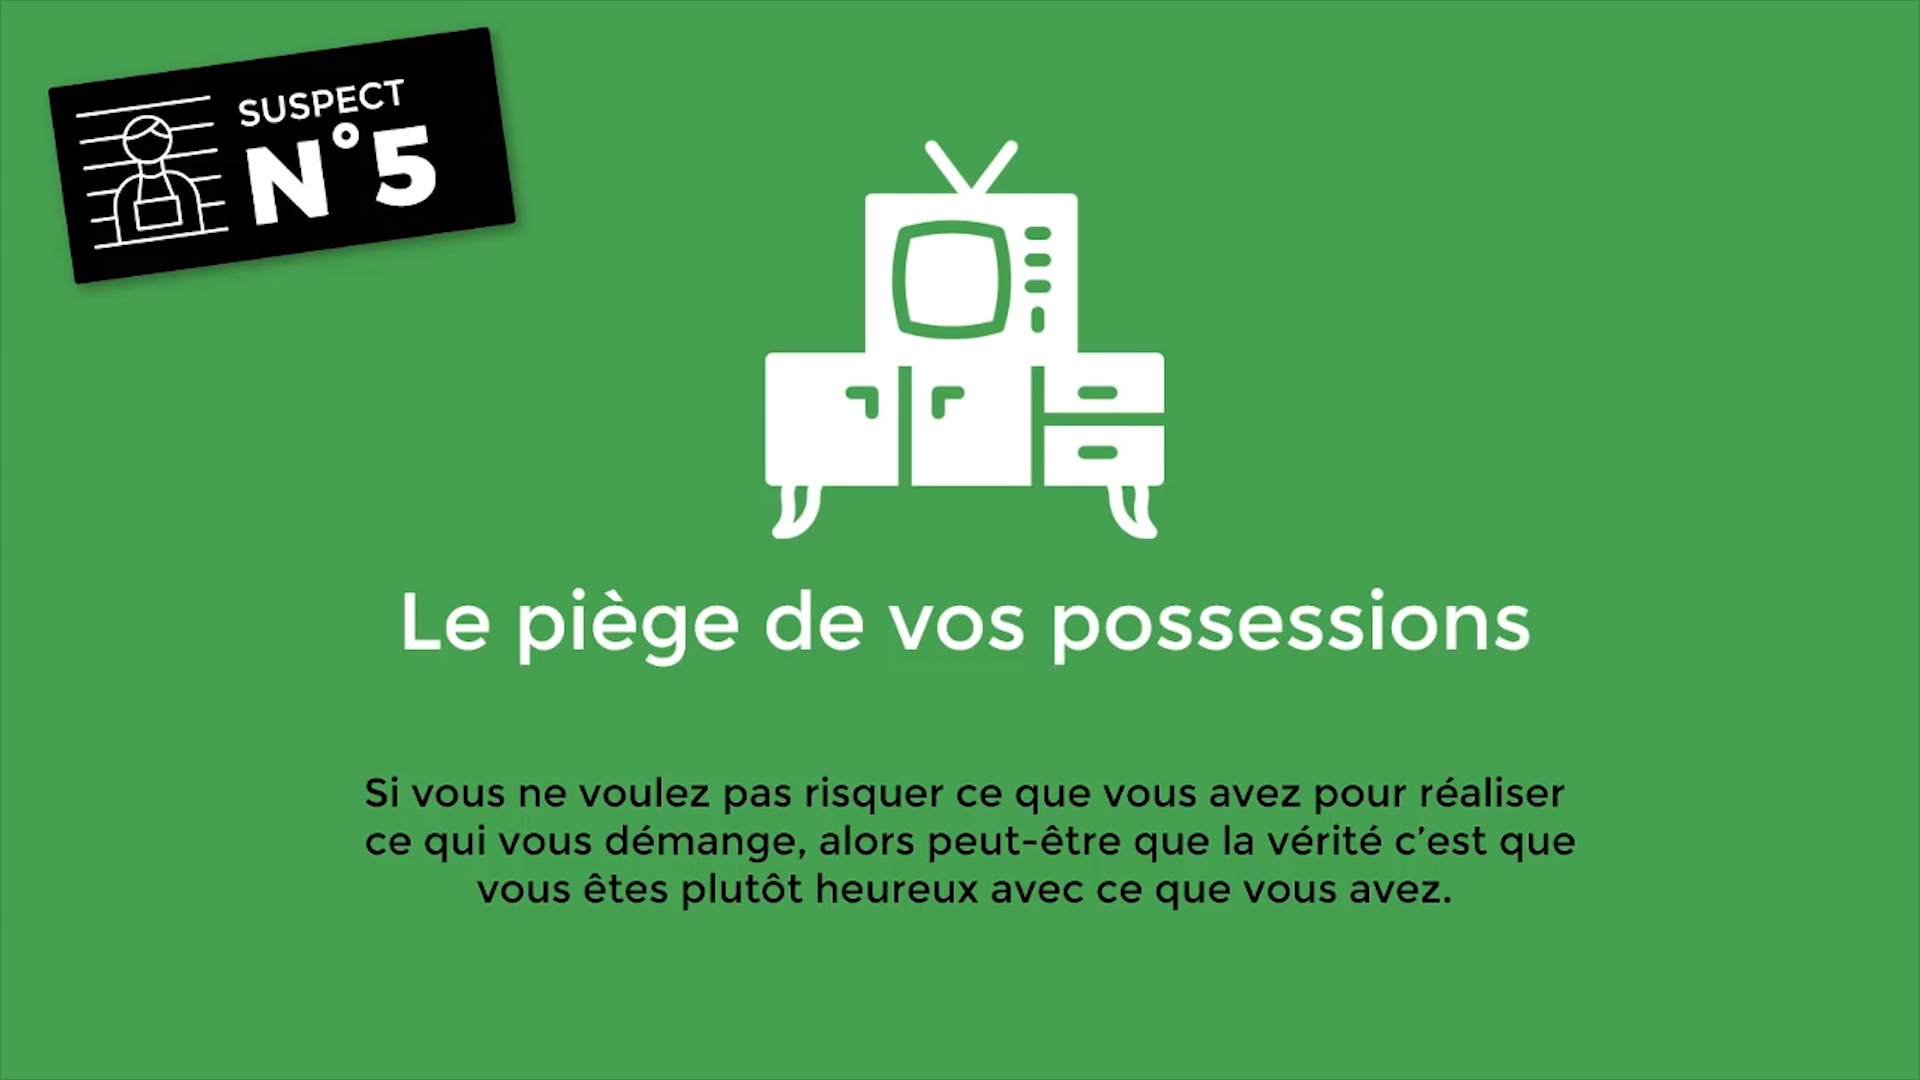 SUSPECT
N°5
Le piège de vos possessions
Si vous ne voulez pas risquer ce que vous avez pour réaliser
ce qui vous démange, alors peut-être que la vérité c’est que
vous êtes plutôt heureux avec ce que vous avez.